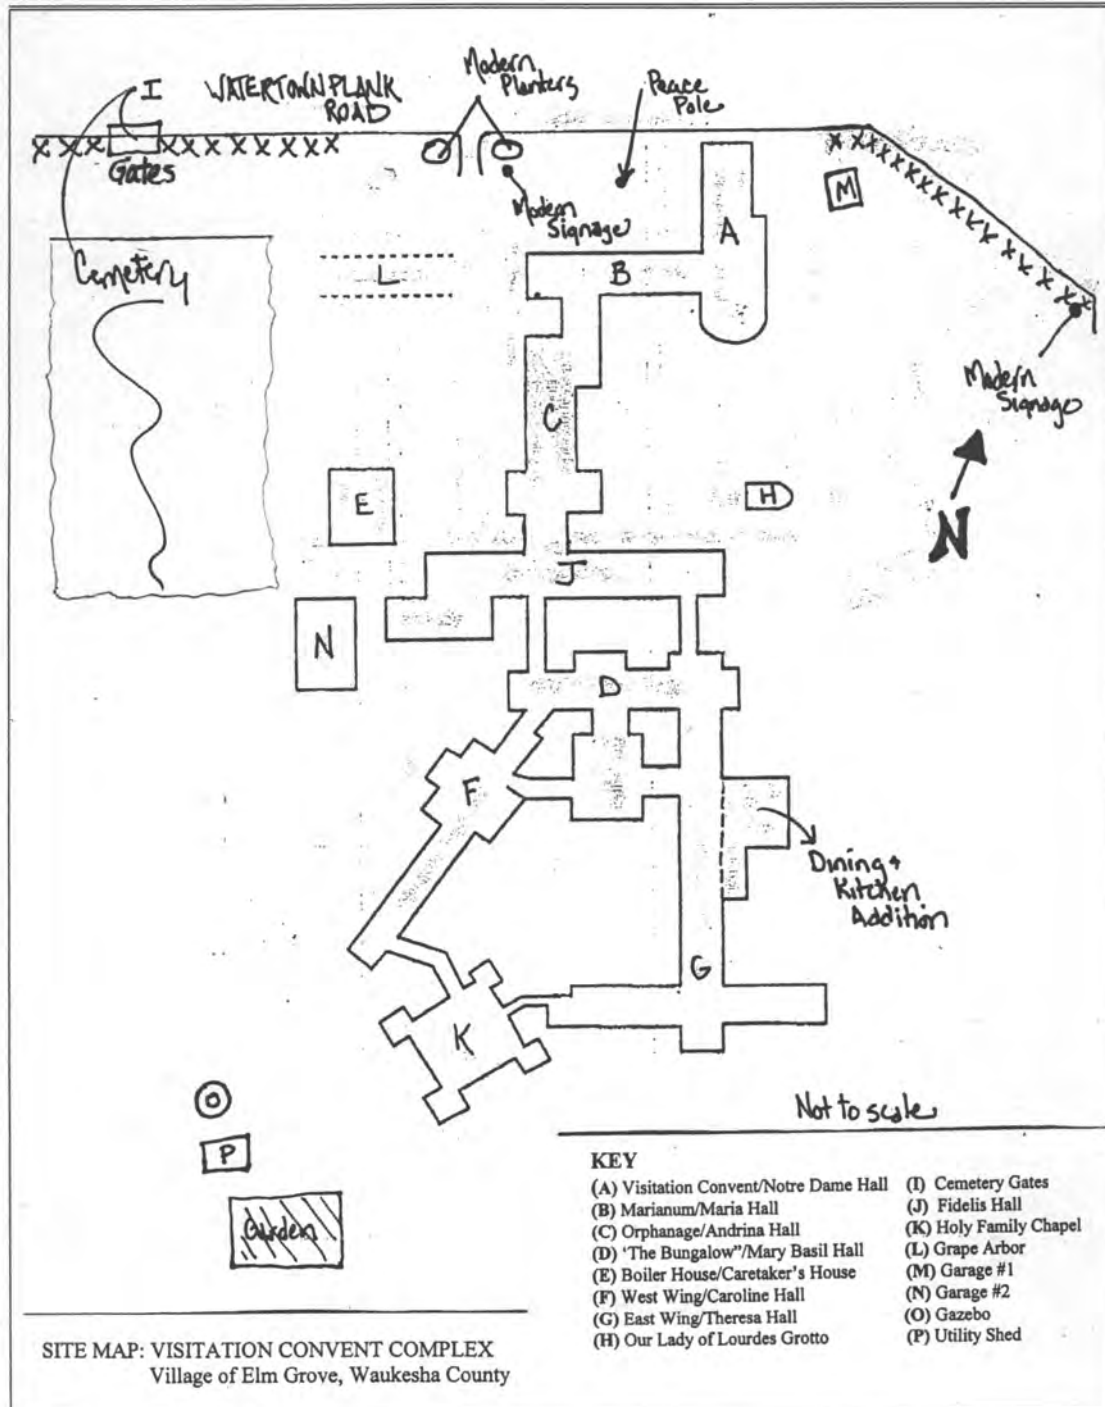 I
WATERTOWN PLANK
ROAD
Modern
Planters
Peace
Pole
Gates
Modern
Signage
M
A
Cemetery
L
B
Modern
Signage
C
E
H
N
J
N
D
F
Dining +
Kitchen
Addition
G
K
Not to scale
O
P
Garden
KEY
(A) Visitation Convent/Notre Dame Hall
(B) Marianum/Maria Hall
(C) Orphanage/Andrina Hall
(D) 'The Bungalow"/Mary Basil Hall
(E) Boiler House/Caretaker's House
(F) West Wing/Caroline Hall
(G) East Wing/Theresa Hall
(H) Our Lady of Lourdes Grotto
(I) Cemetery Gates
(J) Fidelis Hall
(K) Holy Family Chapel
(L) Grape Arbor
(M) Garage #1
(N) Garage #2
(O) Gazebo
(P) Utility Shed
SITE MAP: VISITATION CONVENT COMPLEX
Village of Elm Grove, Waukesha County